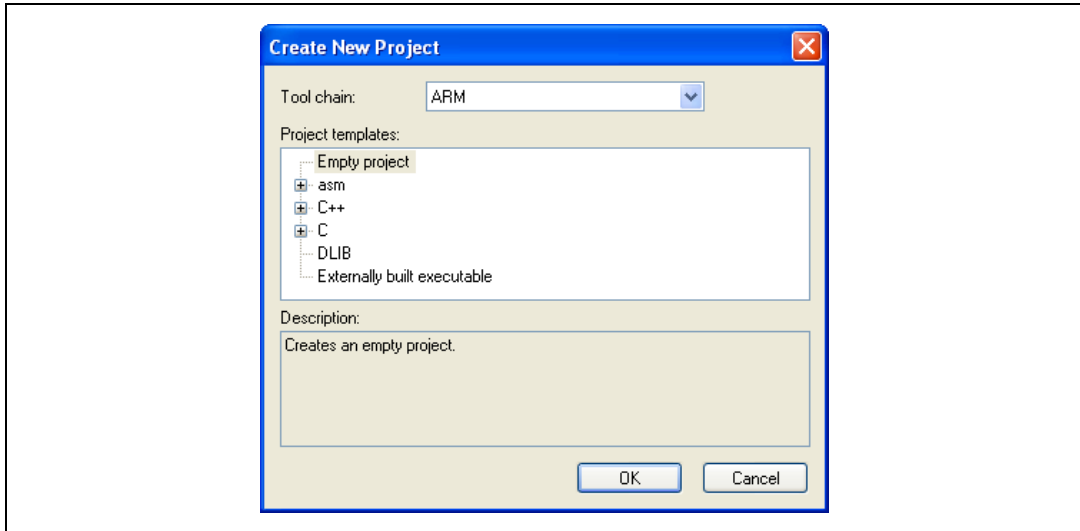 Create New Project
Tool chain: ARM
Project templates:
Empty project
asm
C++
C
DLIB
Externally built executable
Description:
Creates an empty project.
OK Cancel